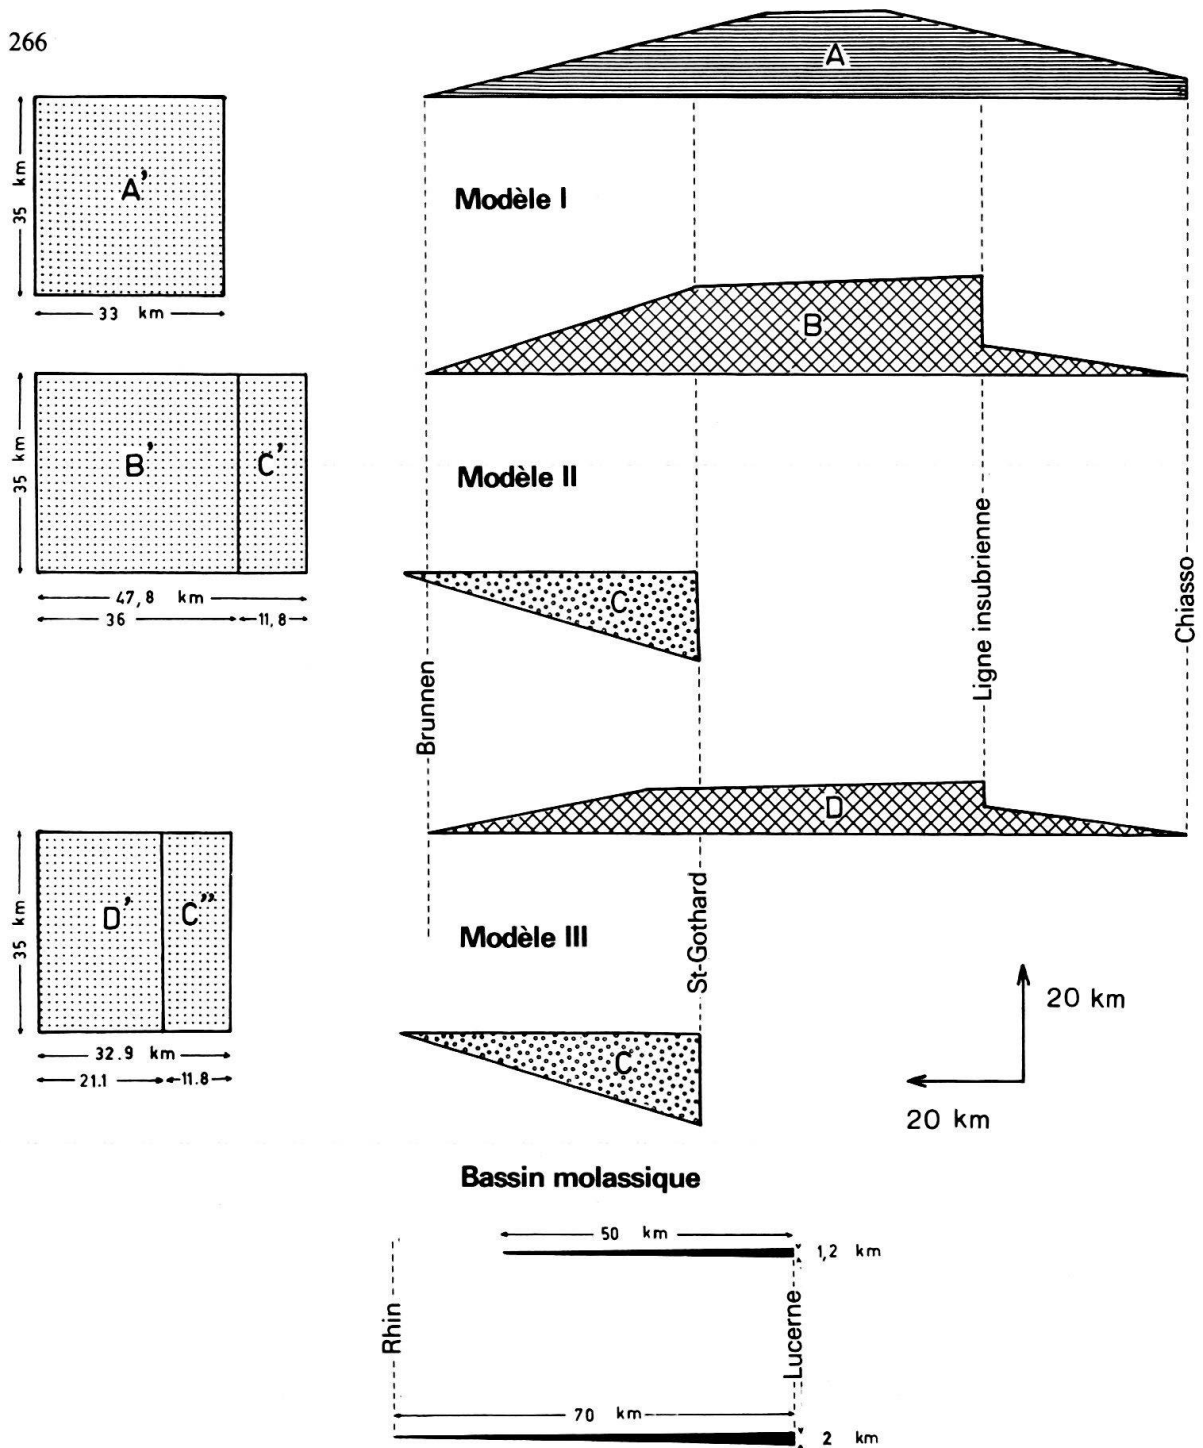 266
A
35 km
A’
33 km
Modèle I
B
35 km
B’ C’
47,8 km
36 11,8
Modèle II
C
Brunnen
Ligne insubrienne
Chiasso
D
35 km
D’ C’’
32.9 km
21.1 11.8
Modèle III
St-Gothard
C
20 km
20 km
Bassin molassique
50 km
1,2 km
Rhin
Lucerne
70 km
2 km